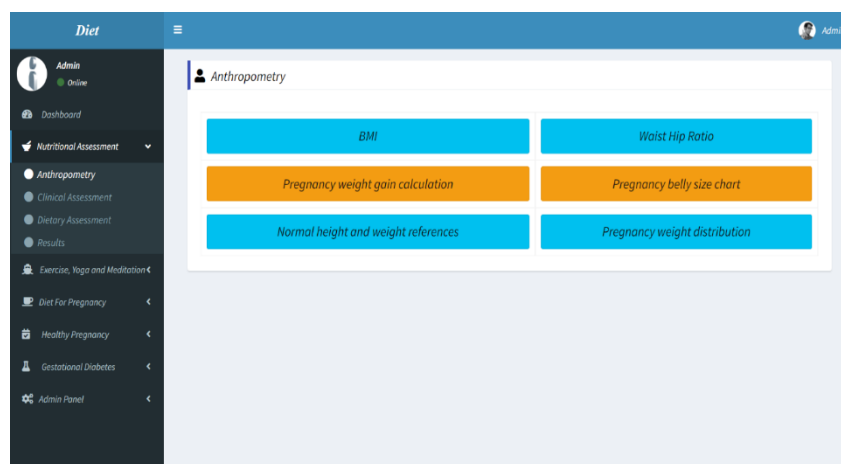 Diet
Admi
Admin
Online
Dashboard
Nutritional Assessment
Anthropometry
Clinical Assessment
Dietary Assessment
Results
Exercise, Yoga and Meditation
Diet For Pregnancy
Healthy Pregnancy
Gestational Diabetes
Admin Panel
Anthropometry
BMI
Waist Hip Ratio
Pregnancy weight gain calculation
Pregnancy belly size chart
Normal height and weight references
Pregnancy weight distribution